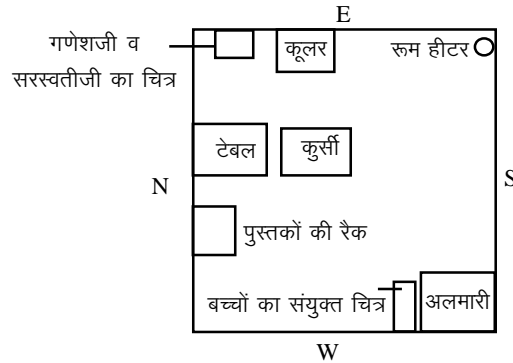 E
गणेशजी व
सरस्वतीजी का चित्र
कूलर
रूम हीटर
टेबल
कुर्सी
N
S
पुस्तकों की रैक
बच्चों का संयुक्त चित्र
अलमारी
W